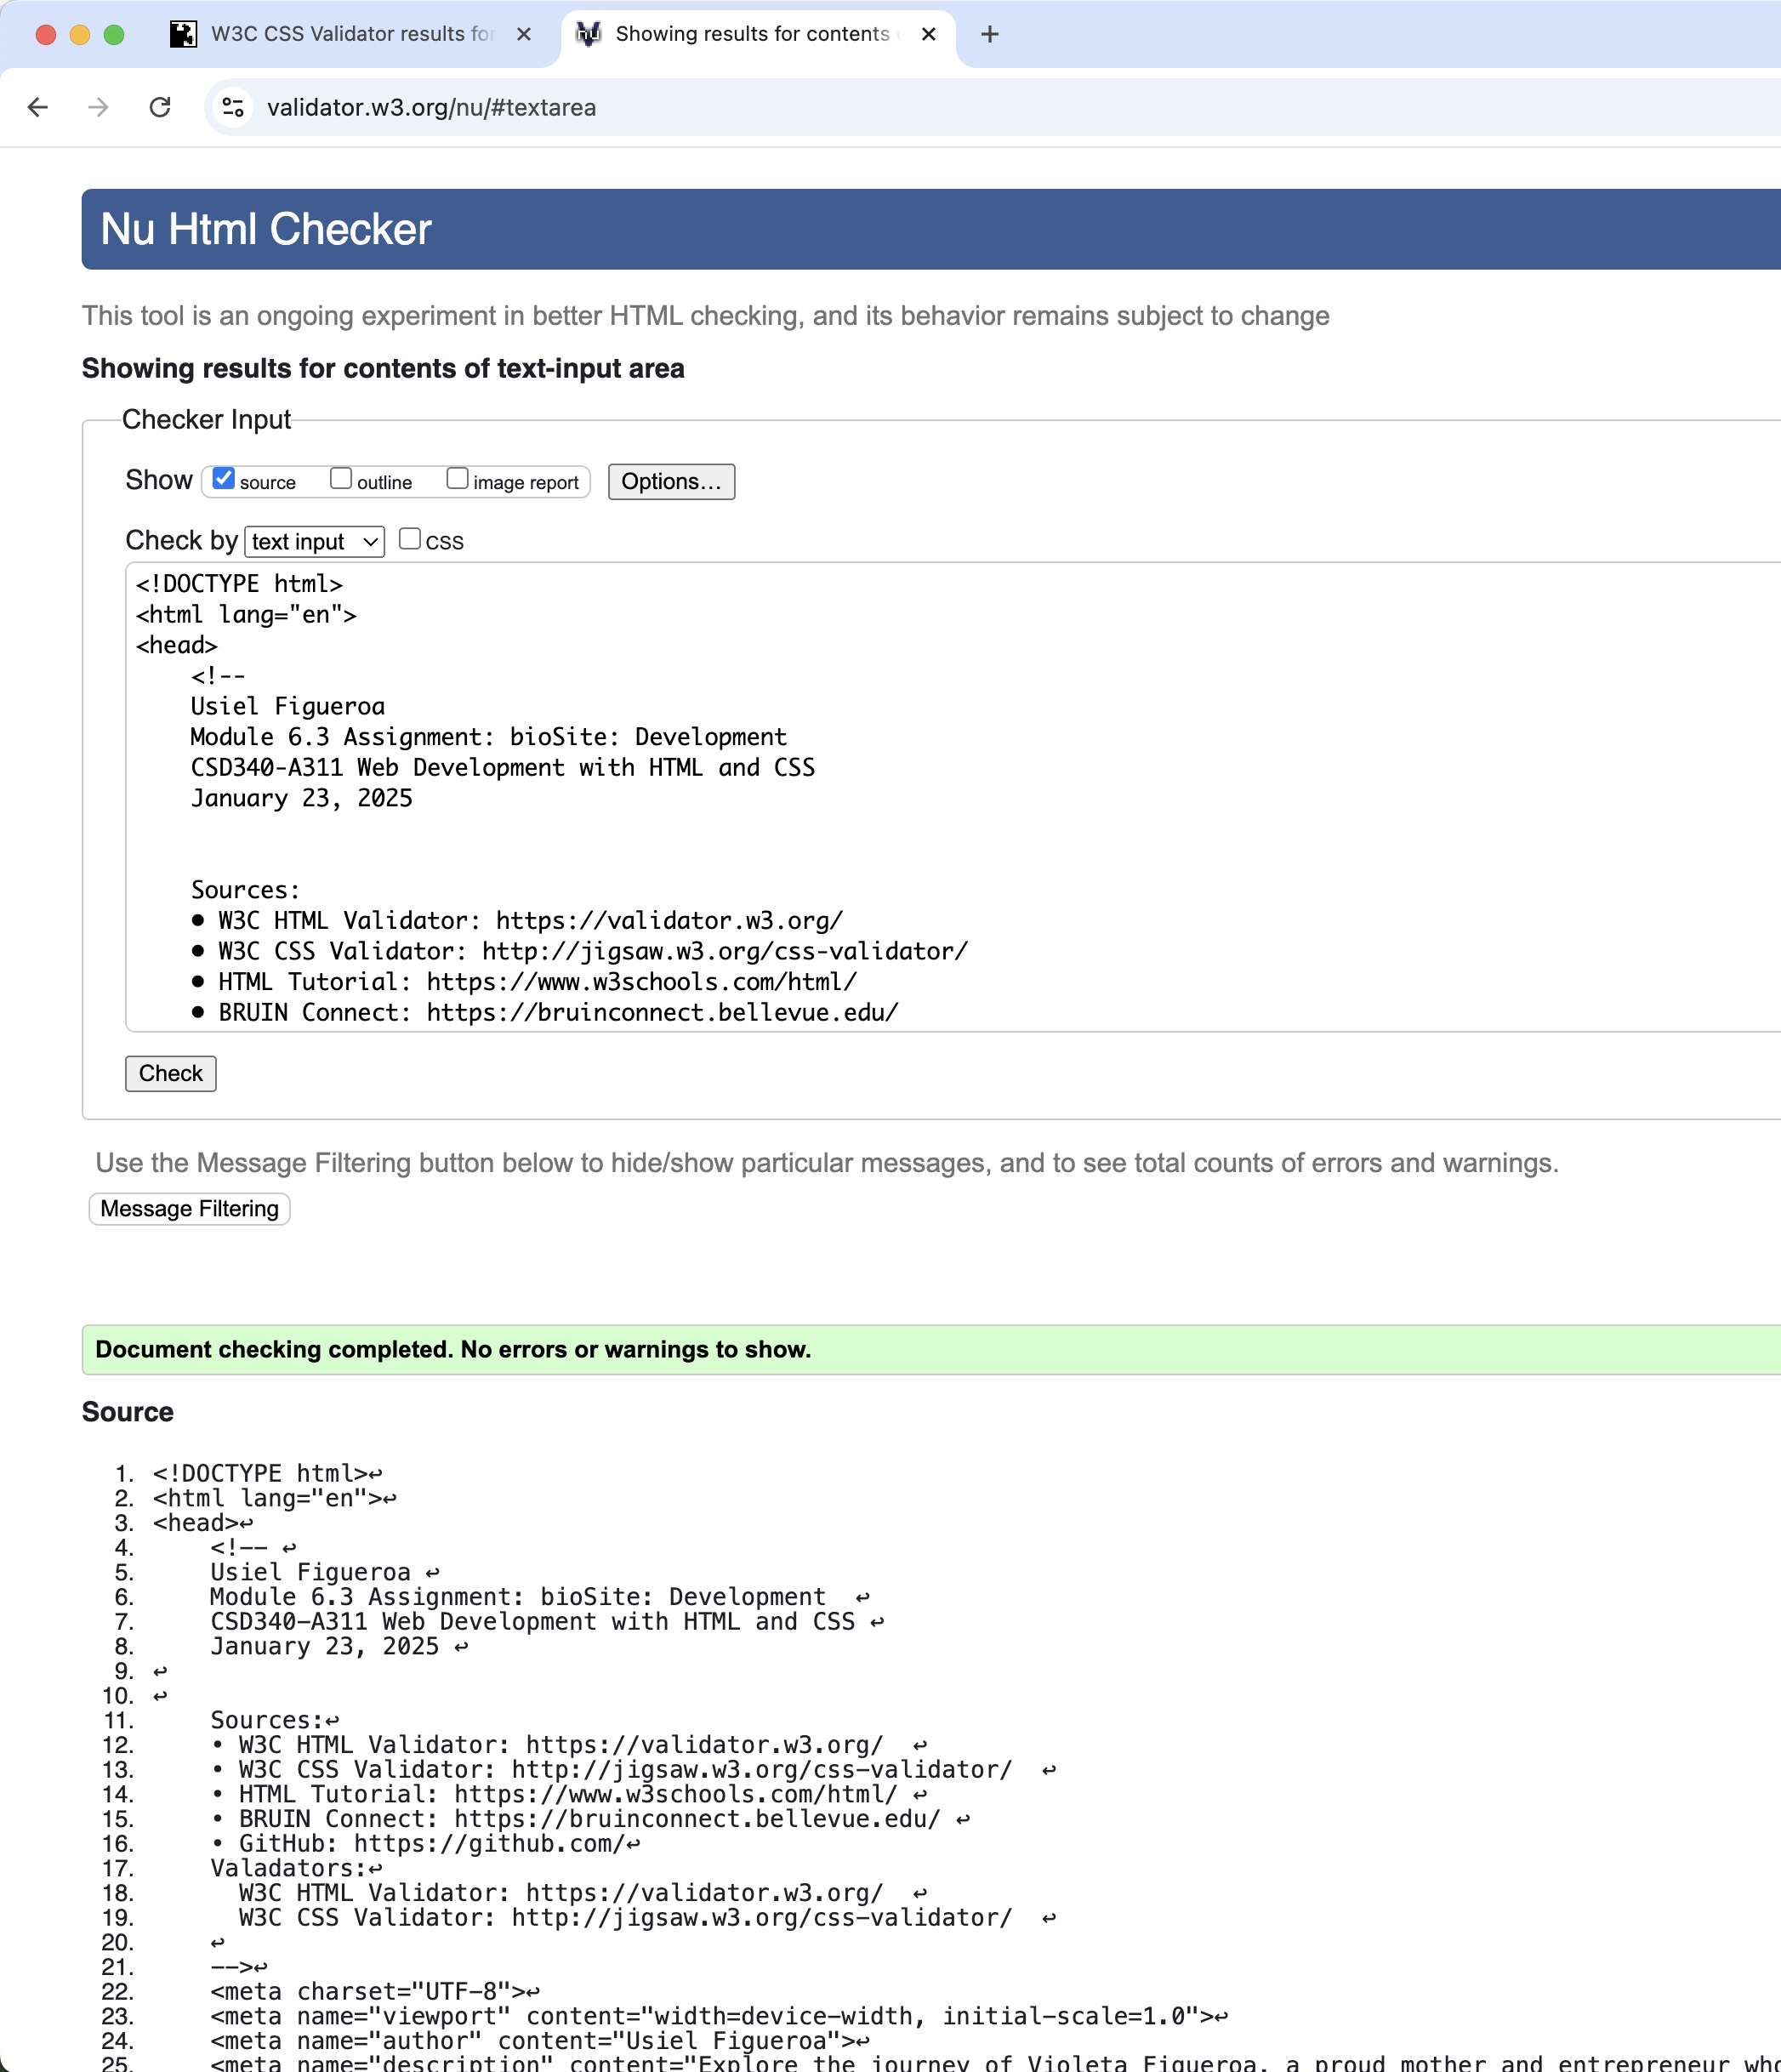 W3C CSS Validator results for
Showing results for contents
validator.w3.org/nu/#textarea
Nu Html Checker
This tool is an ongoing experiment in better HTML checking, and its behavior remains subject to change
Showing results for contents of text-input area
Checker Input
Show source outline image report Options...
Check by text input CSS
<!DOCTYPE html>
<html lang="en">
<head>
<!--
Usiel Figueroa
Module 6.3 Assignment: bioSite: Development
CSD340-A311 Web Development with HTML and CSS
January 23, 2025
Sources:
● W3C HTML Validator: https://validator.w3.org/
● W3C CSS Validator: http://jigsaw.w3.org/css-validator/
● HTML Tutorial: https://www.w3schools.com/html/
● BRUIN Connect: https://bruinconnect.bellevue.edu/
Check
Use the Message Filtering button below to hide/show particular messages, and to see total counts of errors and warnings.
Message Filtering
Document checking completed. No errors or warnings to show.
Source
1. <!DOCTYPE html>↩
2. <html lang="en">↩
3. <head>↩
4. <!-- ↩
5. Usiel Figueroa ↩
6. Module 6.3 Assignment: bioSite: Development ↩
7. CSD340-A311 Web Development with HTML and CSS ↩
8. January 23, 2025 ↩
9. ↩
10. ↩
11. Sources:↩
12. • W3C HTML Validator: https://validator.w3.org/ ↩
13. • W3C CSS Validator: http://jigsaw.w3.org/css-validator/ ↩
14. • HTML Tutorial: https://www.w3schools.com/html/ ↩
15. • BRUIN Connect: https://bruinconnect.bellevue.edu/ ↩
16. • GitHub: https://github.com/↩
17. Valadators:↩
18. W3C HTML Validator: https://validator.w3.org/ ↩
19. W3C CSS Validator: http://jigsaw.w3.org/css-validator/ ↩
20. ↩
21. -->↩
22. <meta charset="UTF-8">↩
23. <meta name="viewport" content="width=device-width, initial-scale=1.0">↩
24. <meta name="author" content="Usiel Figueroa">↩
25. <meta name="description" content="Explore the journey of Violeta Figueroa, a proud mother and entrepreneur who